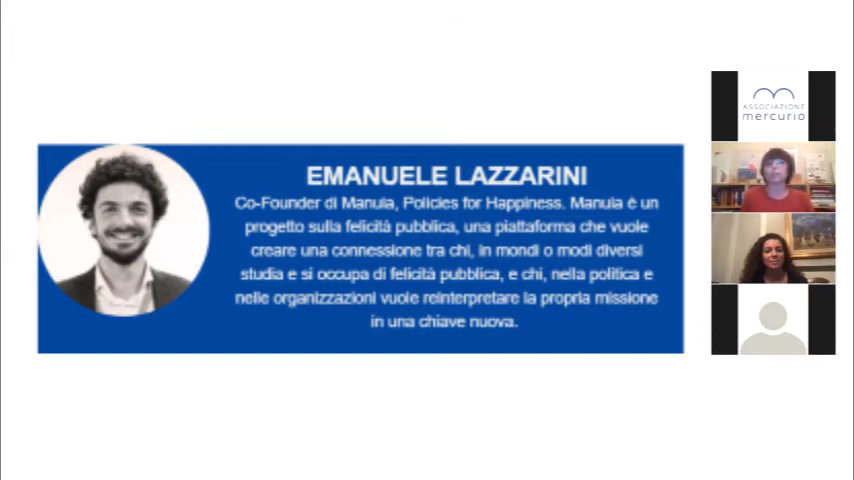 EMANUELE LAZZARINI
Co-Founder di Manuia, Policies for Happiness. Manuia è un
progetto sulla felicità pubblica, una piattaforma che vuole
creare una connessione tra chi, in mondi o modi diversi
studia e si occupa di felicità pubblica, e chi, nella politica e
nelle organizzazioni vuole reinterpretare la propria missione
in una chiave nuova.
ASSOCIAZIONE
mercurio